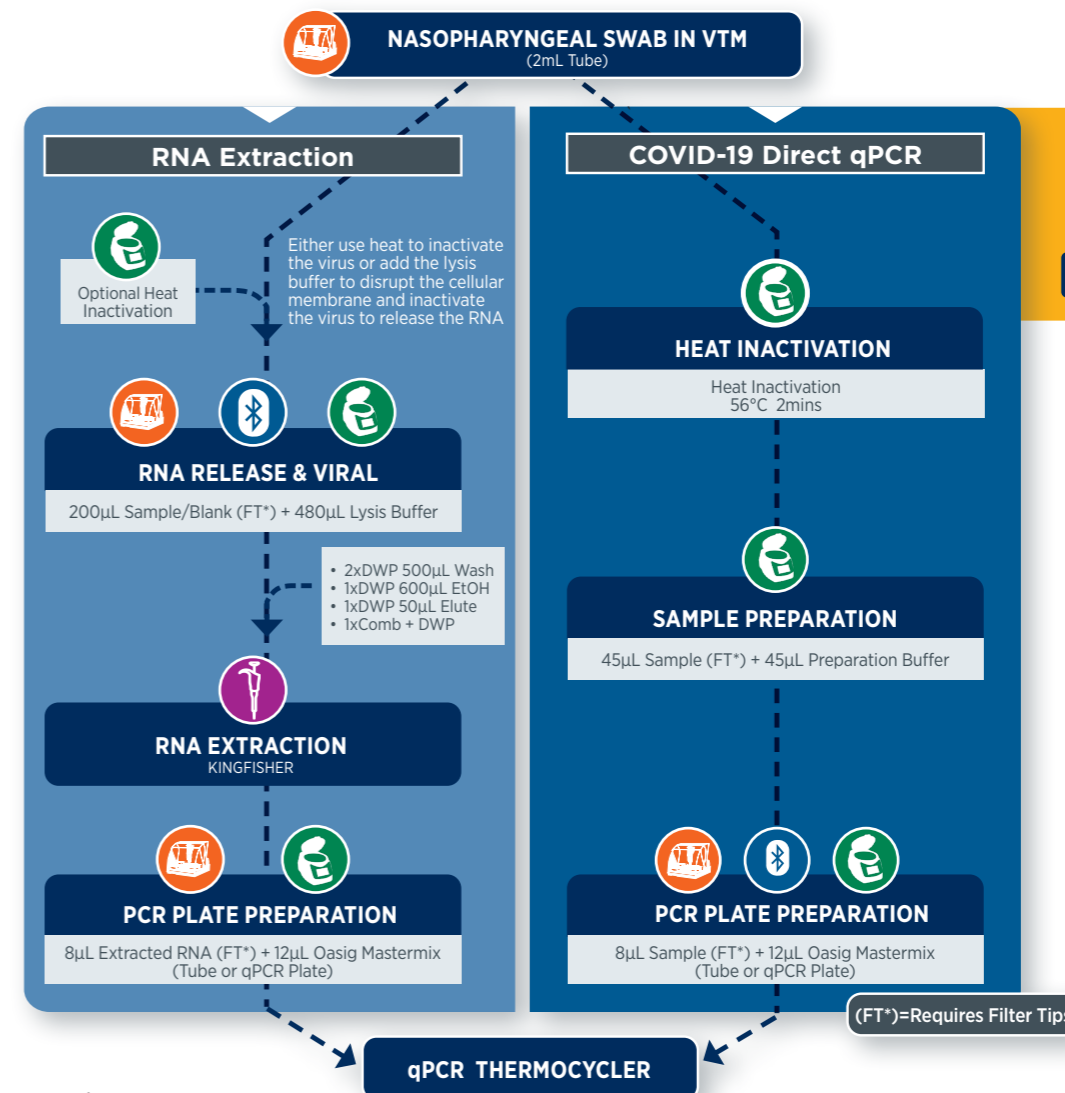 NASOPHARYNGEAL SWAB IN VTM
(2mL Tube)
RNA Extraction
Optional Heat
Inactivation
Either use heat to inactivate
the virus or add the lysis
buffer to disrupt the cellular
membrane and inactivate
the virus to release the RNA
RNA RELEASE & VIRAL
200µL Sample/Blank (FT*) + 480µL Lysis Buffer
• 2xDWP 500µL Wash
• 1xDWP 600µL EtOH
• 1xDWP 50µL Elute
• 1xComb + DWP
RNA EXTRACTION
KINGFISHER
PCR PLATE PREPARATION
8µL Extracted RNA (FT*) + 12µL Oasig Mastermix
(Tube or qPCR Plate)
COVID-19 Direct qPCR
HEAT INACTIVATION
Heat Inactivation
56°C 2mins
SAMPLE PREPARATION
45µL Sample (FT*) + 45µL Preparation Buffer
PCR PLATE PREPARATION
8µL Sample (FT*) + 12µL Oasig Mastermix
(Tube or qPCR Plate)
(FT*)=Requires Filter Tips
qPCR THERMOCYCLER